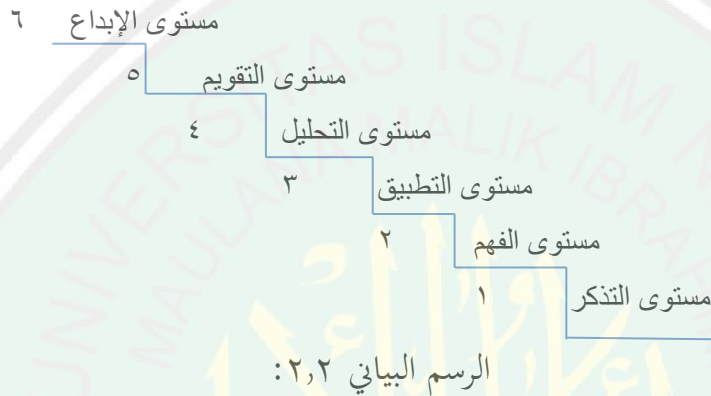 مستوى الإبداع ٦
مستوى التقويم ٥
مستوى التحليل ٤
مستوى التطبيق ٣
مستوى الفهم ٢
مستوى التذكر ١
الرسم البياني ٢,٢: